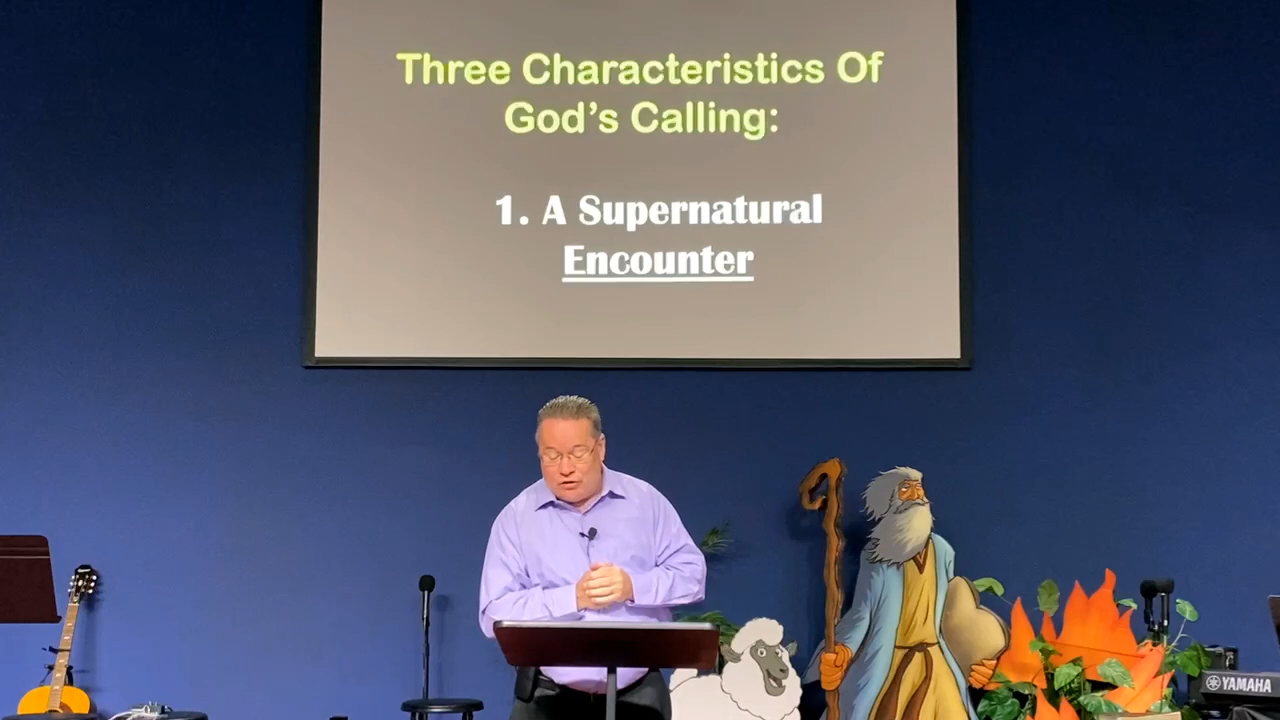 Three Characteristics Of
God's Calling:
1. A Supernatural
Encounter
YAMAHA